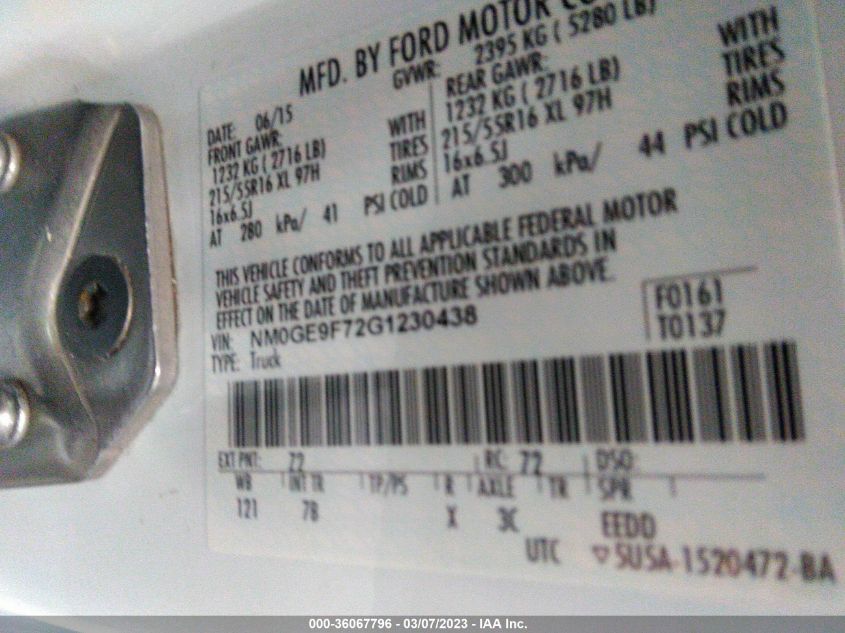 MFD. BY FORD MOTOR CO
GVWR: 2395 KG ( 5280 LB)
DATE: 06/15
FRONT GAWR:
1232 KG ( 2716 LB) WITH
215/55R16 XL 97H TIRES
16x6.5J RIMS
AT 280 kPa/ 41 PSI COLD
REAR GAWR:
1232 KG ( 2716 LB) WITH
215/55R16 XL 97H TIRES
16x6.5J RIMS
AT 300 kPa/ 44 PSI COLD
THIS VEHICLE CONFORMS TO ALL APPLICABLE FEDERAL MOTOR
VEHICLE SAFETY AND THEFT PREVENTION STANDARDS IN
EFFECT ON THE DATE OF MANUFACTURE SHOWN ABOVE.
VIN: NM0GE9F72G1230438
TYPE: Truck
F0161
T0137
EXT PNT: 72 RC: 72 DSO:
WB INT TR TP/PS R AXLE TR SPR
121 7B X 3C EEDD
UTC ▽5U5A-1520472-BA
000-36067796 - 03/07/2023 - IAA Inc.